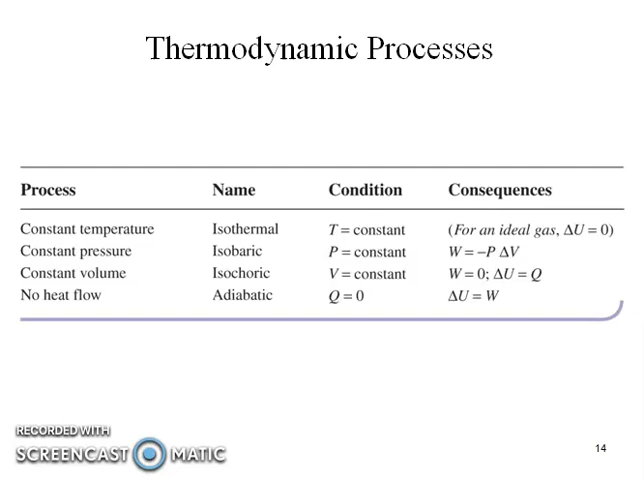 Thermodynamic Processes
Process Name Condition Consequences
Constant temperature Isothermal T = constant (For an ideal gas, ΔU = 0)
Constant pressure Isobaric P = constant W = −P ΔV
Constant volume Isochoric V = constant W = 0; ΔU = Q
No heat flow Adiabatic Q = 0 ΔU = W
RECORDED WITH
SCREENCAST MATIC
14